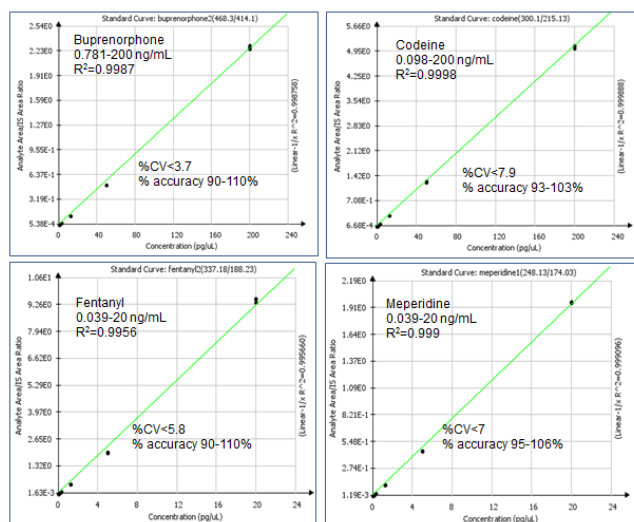 Standard Curve: buprenorphine2(468.3/414.1)
2.54E0
2.23E0
1.91E0
1.59E0
1.27E0
9.55E-1
6.37E-1
3.19E-1
5.38E-4
Analyte Area/IS Area Ratio
Buprenorphone
0.781-200 ng/mL
R²=0.9987
%CV<3.7
% accuracy 90-110%
(Linear-1/x R^2=0.998758)
0 40 80 120 160 200 240
Concentration (pg/uL)
Standard Curve: codeine(300.1/215.13)
5.66E0
4.95E0
4.25E0
3.54E0
2.83E0
2.12E0
1.42E0
7.08E-1
6.68E-4
Analyte Area/IS Area Ratio
Codeine
0.098-200 ng/mL
R²=0.9998
%CV<7.9
% accuracy 93-103%
(Linear-1/x R^2=0.999888)
0 40 80 120 160 200 240
Concentration (pg/uL)
Standard Curve: fentanyl2(337.18/188.23)
1.06E1
9.26E0
7.94E0
6.62E0
5.29E0
3.97E0
2.65E0
1.32E0
1.63E-3
Analyte Area/IS Area Ratio
Fentanyl
0.039-20 ng/mL
R²=0.9956
%CV<5.8
% accuracy 90-110%
(Linear-1/x R^2=0.995660)
0 4 8 12 16 20 24
Concentration (pg/uL)
Standard Curve: meperidine1(248.13/174.03)
2.19E0
1.91E0
1.64E0
1.37E0
1.09E0
8.21E-1
5.48E-1
2.74E-1
1.19E-3
Analyte Area/IS Area Ratio
Meperidine
0.039-20 ng/mL
R²=0.999
%CV<7
% accuracy 95-106%
(Linear-1/x R^2=0.999096)
0 4 8 12 16 20 24
Concentration (pg/uL)